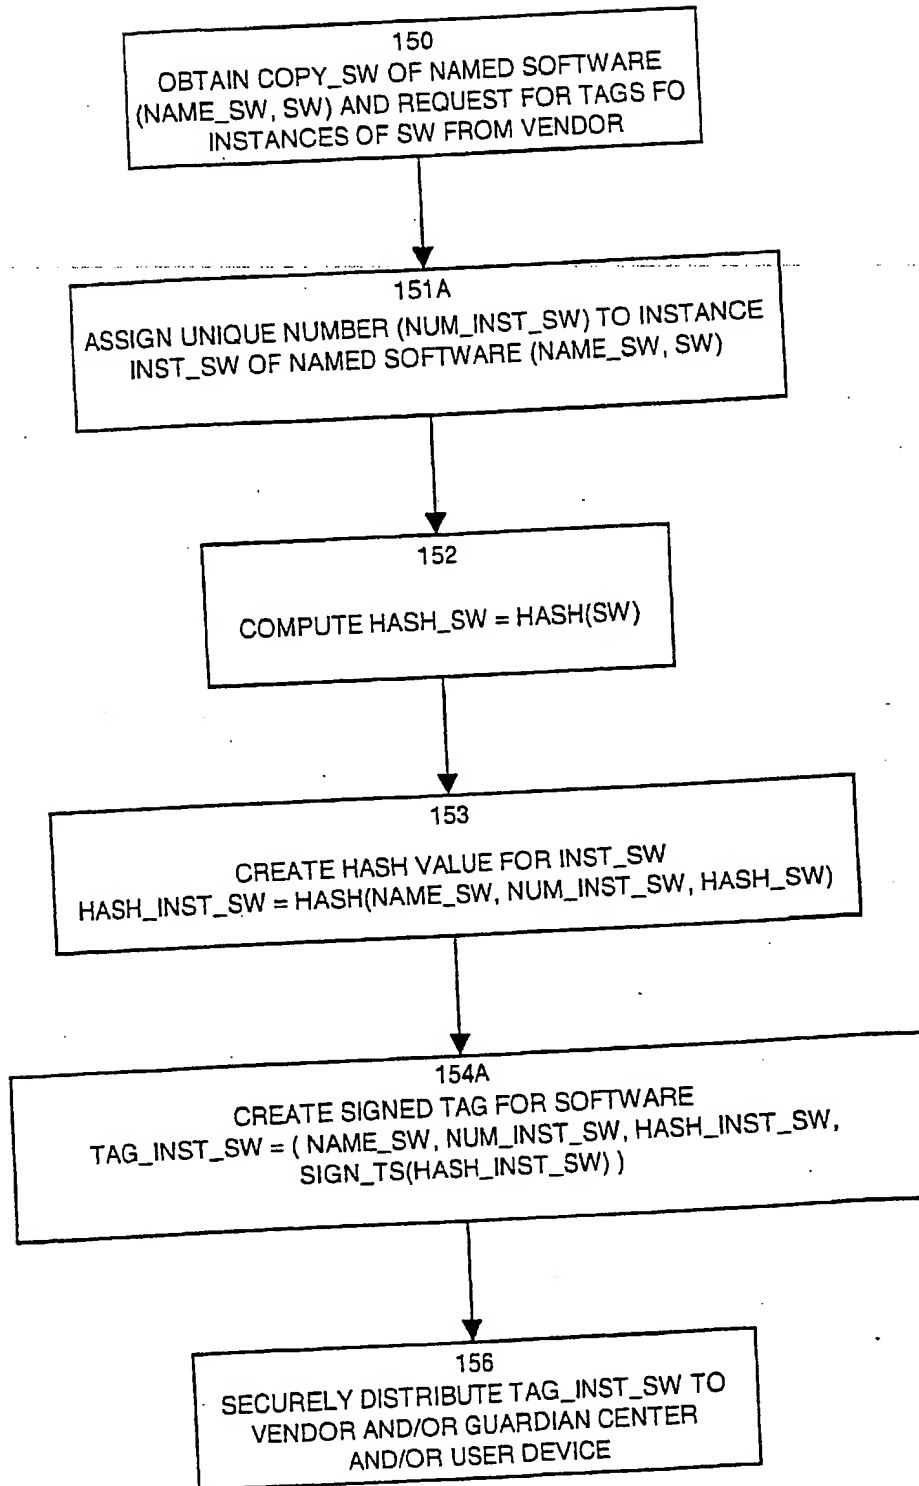 150
OBTAIN COPY_SW OF NAMED SOFTWARE
(NAME_SW, SW) AND REQUEST FOR TAGS FO
INSTANCES OF SW FROM VENDOR
151A
ASSIGN UNIQUE NUMBER (NUM_INST_SW) TO INSTANCE
INST_SW OF NAMED SOFTWARE (NAME_SW, SW)
152
COMPUTE HASH_SW = HASH(SW)
153
CREATE HASH VALUE FOR INST_SW
HASH_INST_SW = HASH(NAME_SW, NUM_INST_SW, HASH_SW)
154A
CREATE SIGNED TAG FOR SOFTWARE
TAG_INST_SW = ( NAME_SW, NUM_INST_SW, HASH_INST_SW,
SIGN_TS(HASH_INST_SW) )
156
SECURELY DISTRIBUTE TAG_INST_SW TO
VENDOR AND/OR GUARDIAN CENTER
AND/OR USER DEVICE